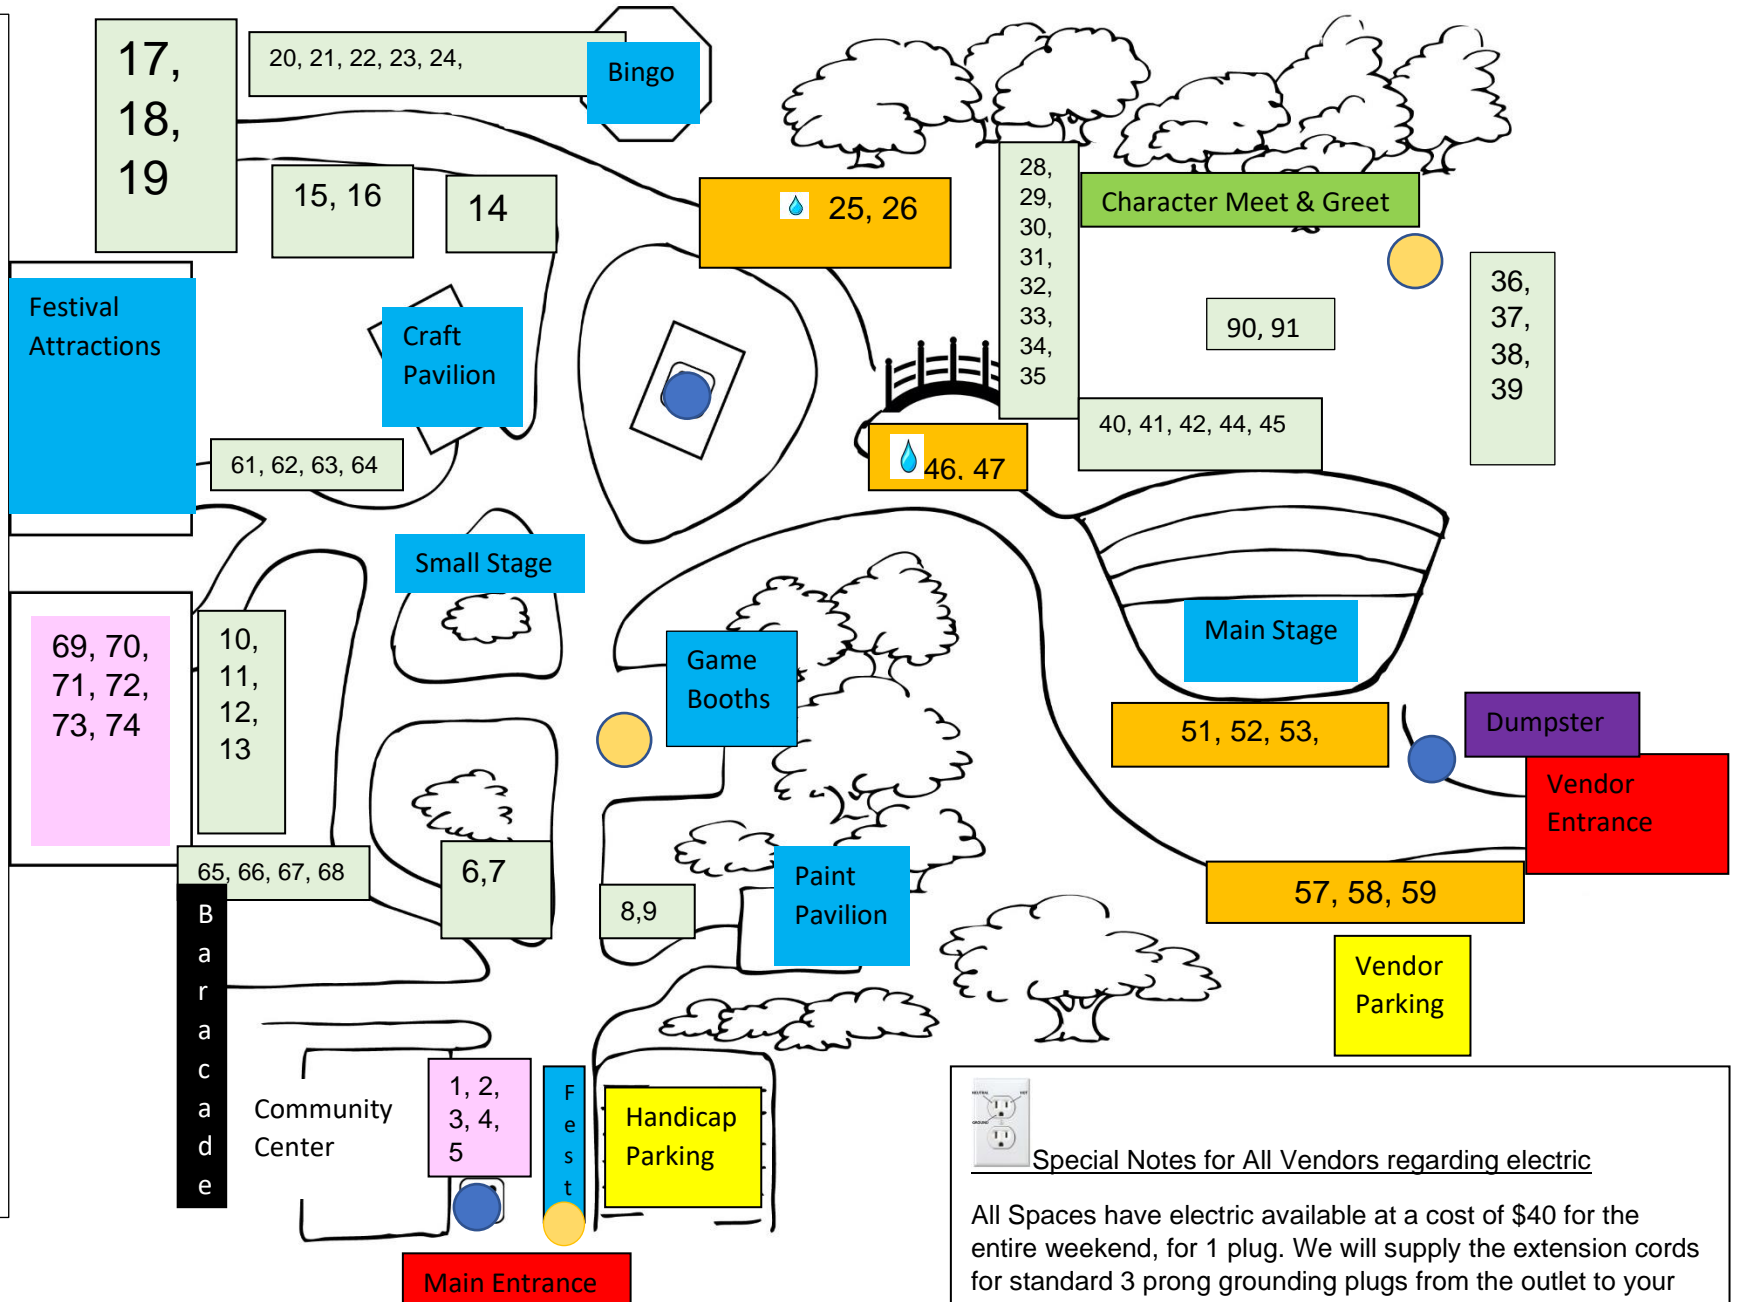 17,
18,
19
20, 21, 22, 23, 24,
Bingo
15, 16
14
25, 26
28,
29,
30,
31,
32,
33,
34,
35
Character Meet & Greet
36,
37,
38,
39
90, 91
Festival
Attractions
Craft
Pavilion
40, 41, 42, 44, 45
61, 62, 63, 64
46, 47
Small Stage
Main Stage
69, 70,
71, 72,
73, 74
10,
11,
12,
13
Game
Booths
51, 52, 53,
Dumpster
Vendor
Entrance
65, 66, 67, 68
6,7
8,9
Paint
Pavilion
57, 58, 59
B
a
r
a
c
a
d
e
Vendor
Parking
Community
Center
1, 2,
3, 4,
5
F
e
s
t
Handicap
Parking
Main Entrance
NEUTRAL
HOT
GROUND
Special Notes for All Vendors regarding electric
All Spaces have electric available at a cost of $40 for the
entire weekend, for 1 plug. We will supply the extension cords
for standard 3 prong grounding plugs from the outlet to your